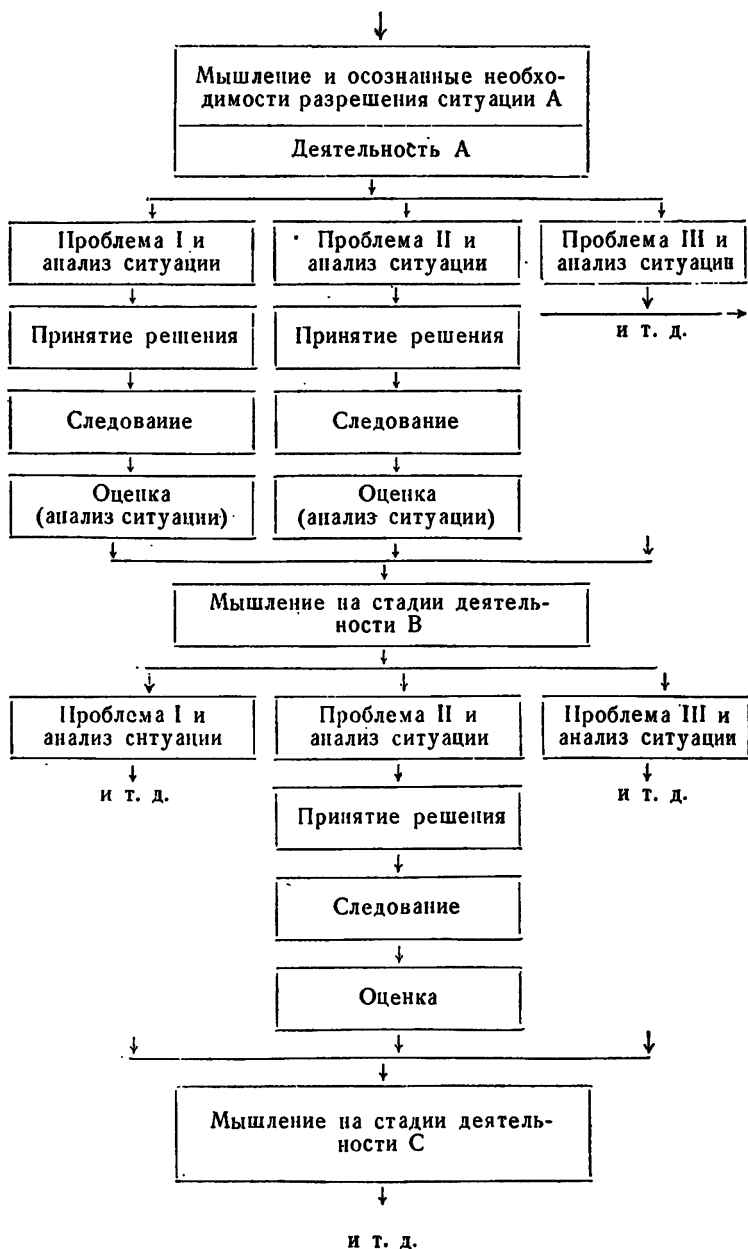 Мышление и осознанные необхо-
димости разрешения ситуации А
Деятельность А
Проблема I и
анализ ситуации
Проблема II и
анализ ситуации
Проблема III и
анализ ситуации
Принятие решения
Принятие решения
и т. д.
Следование
Следование
Оценка
(анализ ситуации)
Оценка
(анализ ситуации)
Мышление на стадии деятель-
ности В
Проблема I и
анализ ситуации
Проблема II и
анализ ситуации
Проблема III и
анализ ситуации
и т. д.
и т. д.
Принятие решения
Следование
Оценка
Мышление на стадии деятель-
ности С
и т. д.